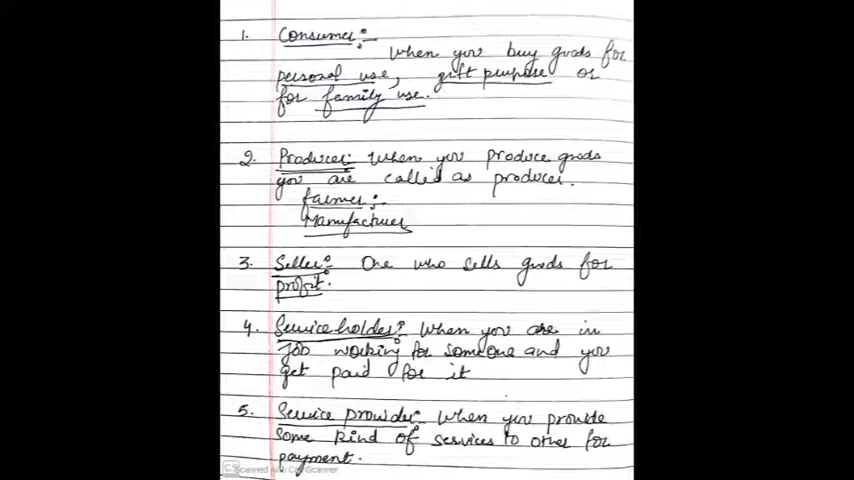 1. Consumer:-
When you buy goods for
personal use, gift purpose or
for family use.
2. Producer:- When you produce goods
you are called as producer.
farmer:-
Manufacturer
3. Seller:- One who sells goods for
profit.
4. Service holder:- When you are in
Job working for someone and you
get paid for it
5. Service provider:- When you provide
some kind of services to other for
payment.
CS Scanned with CamScanner